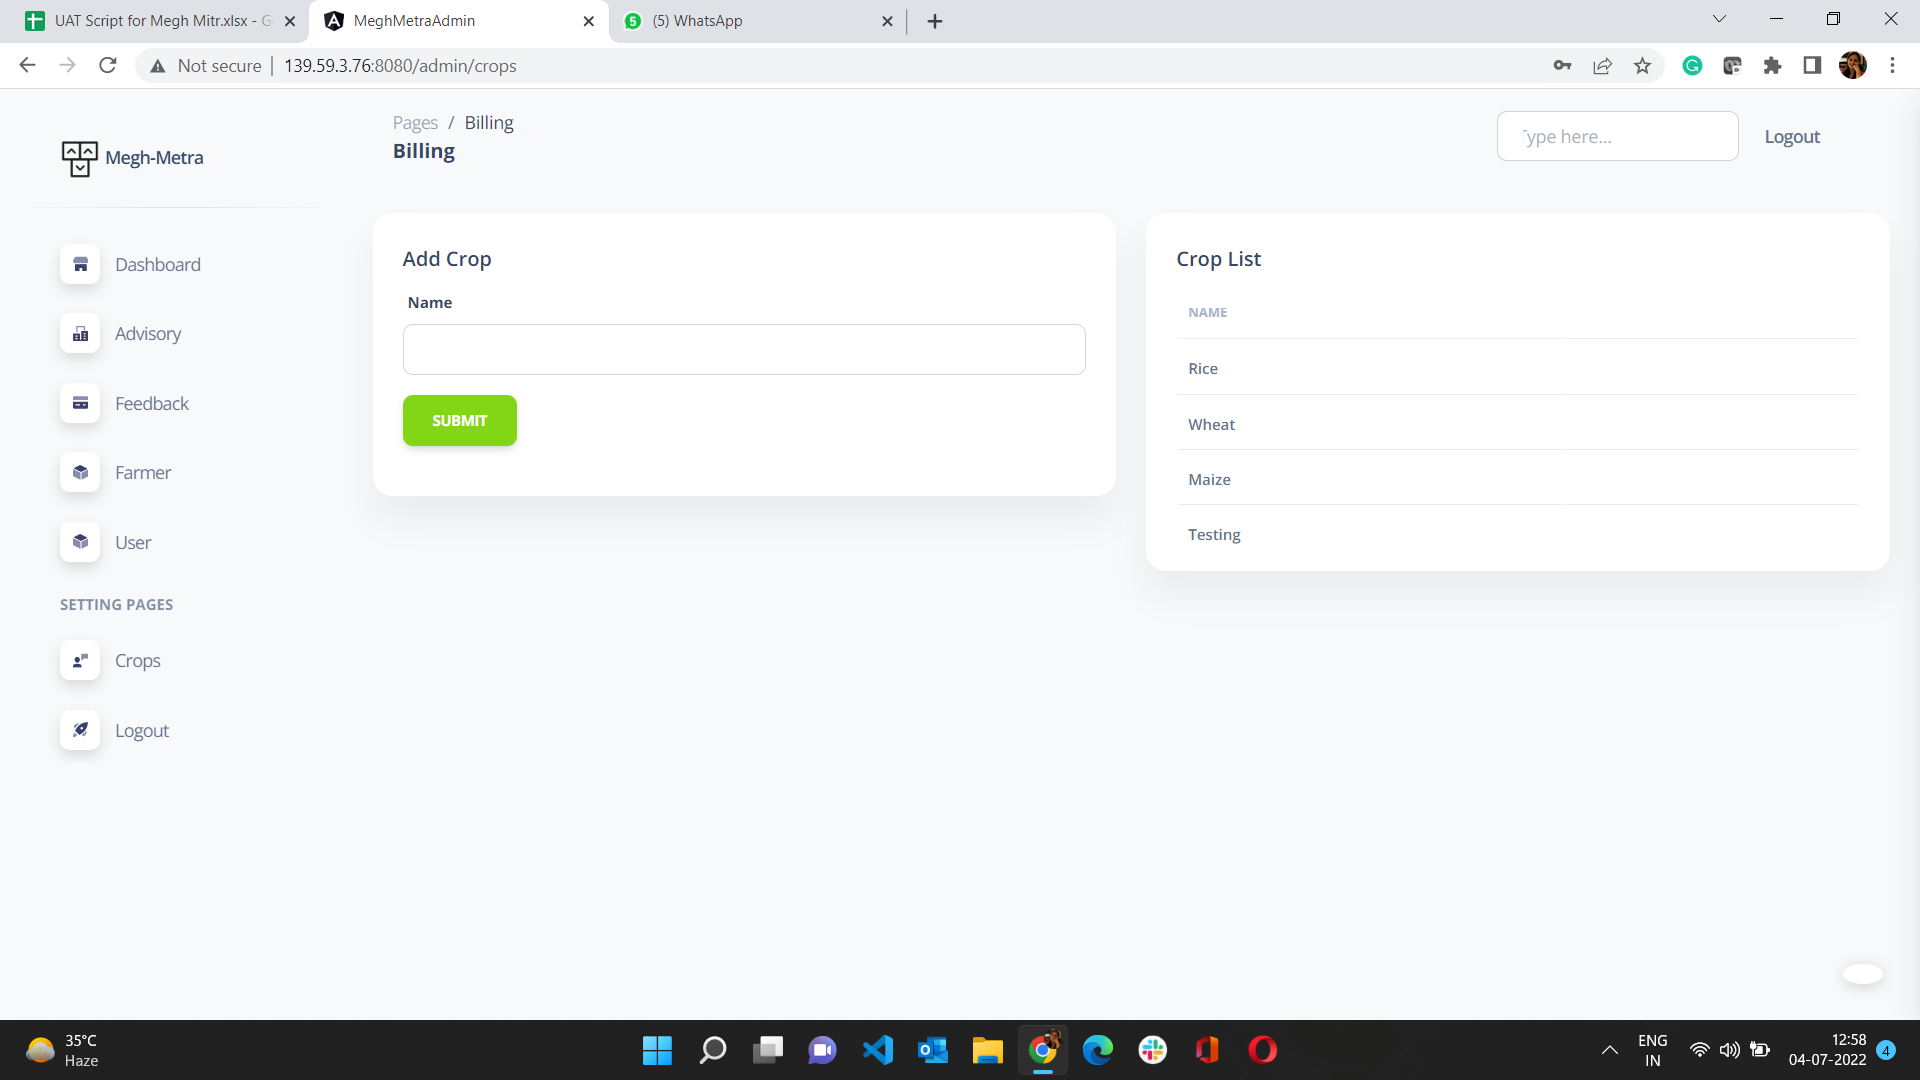 UAT Script for Megh Mitr.xlsx - G
MeghMetraAdmin
(5) WhatsApp
Not secure
139.59.3.76:8080/admin/crops
Megh-Metra
Pages / Billing
Billing
Type here...
Logout
Dashboard
Advisory
Feedback
Farmer
User
SETTING PAGES
Crops
Logout
Add Crop
Name
SUBMIT
Crop List
NAME
Rice
Wheat
Maize
Testing
35°C
Haze
ENG
IN
12:58
04-07-2022
4